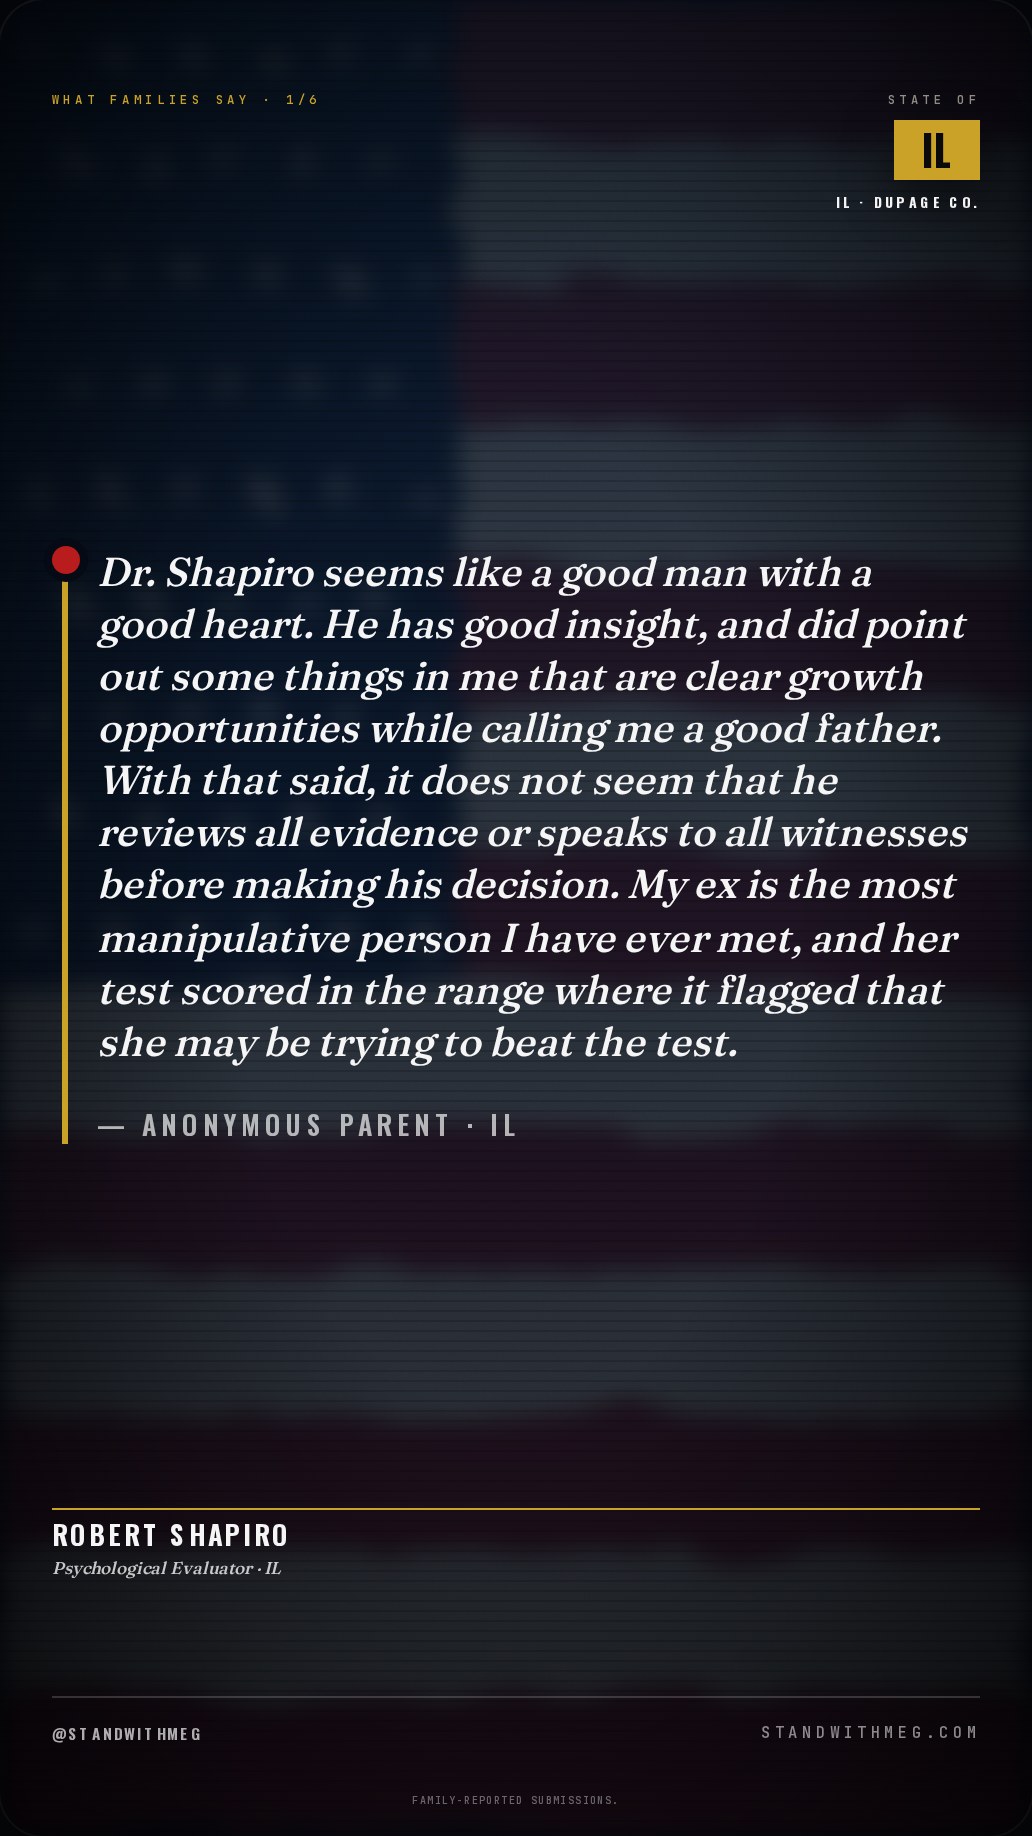 WHAT FAMILIES SAY · 1/6
STATE OF
IL
IL · DUPAGE CO.
Dr. Shapiro seems like a good man with a
good heart. He has good insight, and did point
out some things in me that are clear growth
opportunities while calling me a good father.
With that said, it does not seem that he
reviews all evidence or speaks to all witnesses
before making his decision. My ex is the most
manipulative person I have ever met, and her
test scored in the range where it flagged that
she may be trying to beat the test.
— ANONYMOUS PARENT · IL
ROBERT SHAPIRO
Psychological Evaluator · IL
@STANDWITHMEG
STANDWITHMEG.COM
FAMILY-REPORTED SUBMISSIONS.